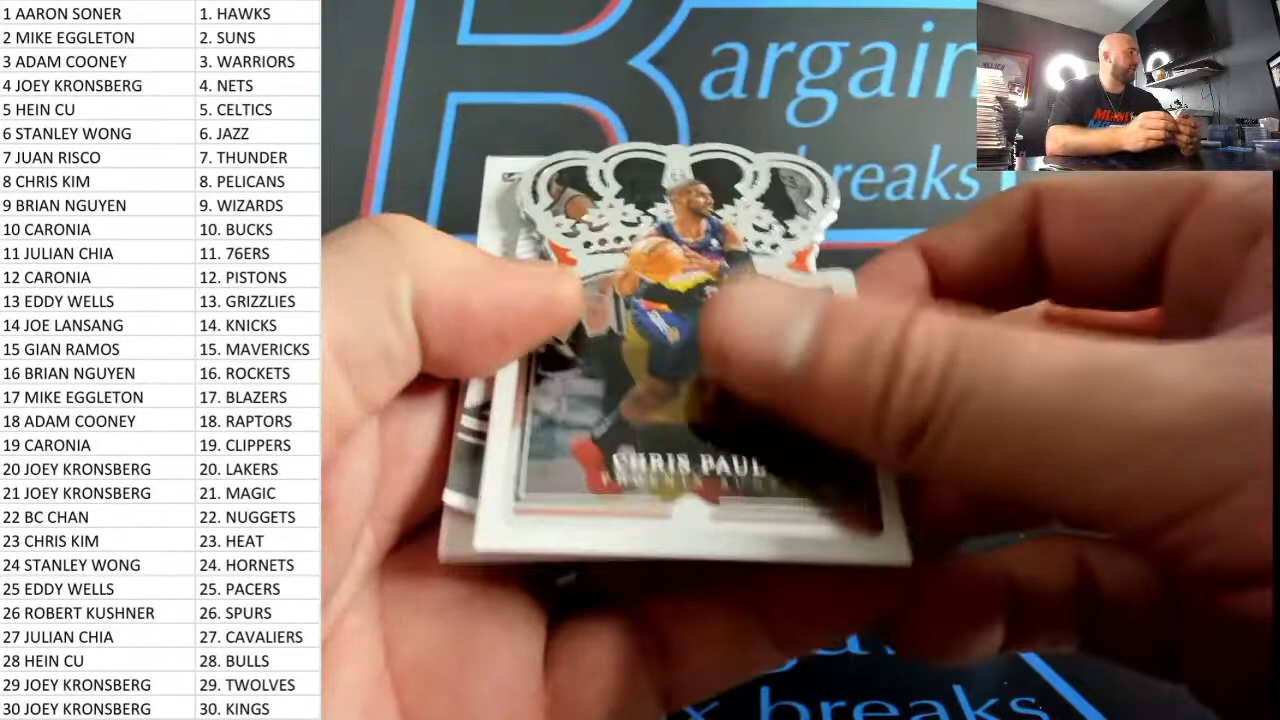 1 AARON SONER 1. HAWKS
2 MIKE EGGLETON 2. SUNS
3 ADAM COONEY 3. WARRIORS
4 JOEY KRONSBERG 4. NETS
5 HEIN CU 5. CELTICS
6 STANLEY WONG 6. JAZZ
7 JUAN RISCO 7. THUNDER
8 CHRIS KIM 8. PELICANS
9 BRIAN NGUYEN 9. WIZARDS
10 CARONIA 10. BUCKS
11 JULIAN CHIA 11. 76ERS
12 CARONIA 12. PISTONS
13 EDDY WELLS 13. GRIZZLIES
14 JOE LANSANG 14. KNICKS
15 GIAN RAMOS 15. MAVERICKS
16 BRIAN NGUYEN 16. ROCKETS
17 MIKE EGGLETON 17. BLAZERS
18 ADAM COONEY 18. RAPTORS
19 CARONIA 19. CLIPPERS
20 JOEY KRONSBERG 20. LAKERS
21 JOEY KRONSBERG 21. MAGIC
22 BC CHAN 22. NUGGETS
23 CHRIS KIM 23. HEAT
24 STANLEY WONG 24. HORNETS
25 EDDY WELLS 25. PACERS
26 ROBERT KUSHNER 26. SPURS
27 JULIAN CHIA 27. CAVALIERS
28 HEIN CU 28. BULLS
29 JOEY KRONSBERG 29. TWOLVES
30 JOEY KRONSBERG 30. KINGS
Bargain
reaks
CHRIS PAUL
PHOENIX SUNS
x breaks